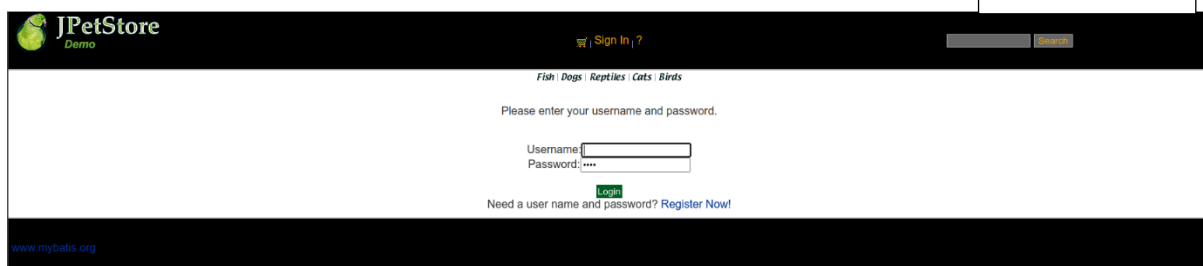 JPetStore
Demo
| Sign In | ?
Search
Fish | Dogs | Reptiles | Cats | Birds
Please enter your username and password.
Username:
Password: ••••
Login
Need a user name and password? Register Now!
www.mybatis.org